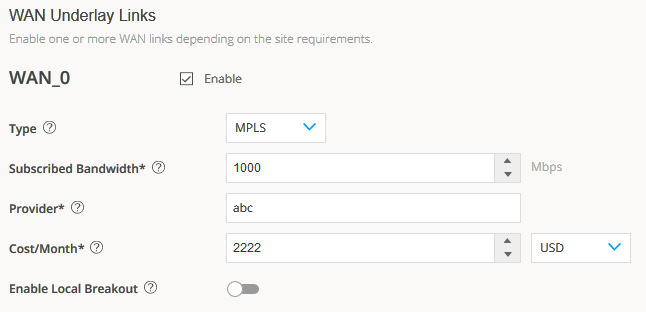 WAN Underlay Links
Enable one or more WAN links depending on the site requirements.
WAN_0 Enable
Type ? MPLS
Subscribed Bandwidth* ? 1000 Mbps
Provider* ? abc
Cost/Month* ? 2222 USD
Enable Local Breakout ?